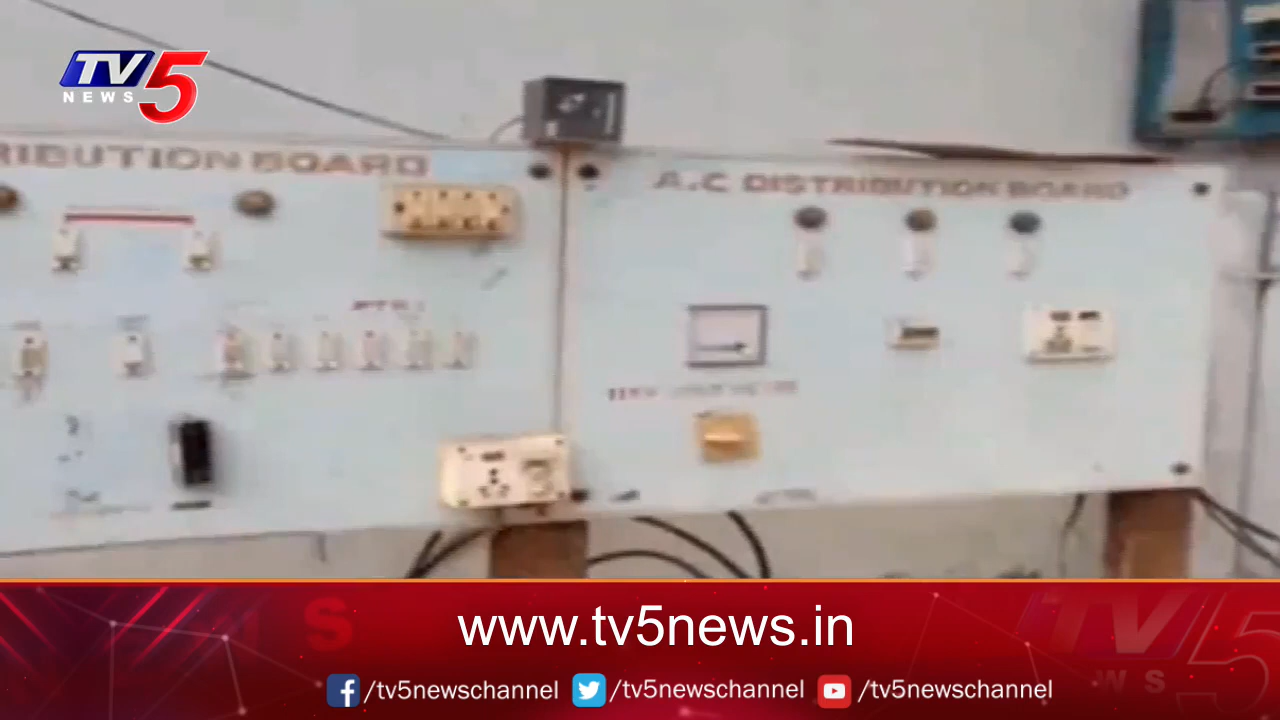 TV5
NEWS
RIBUTION BOARD
A.C DISTRIBUTION BOARD
www.tv5news.in
/tv5newschannel
/tv5newschannel
/tv5newschannel